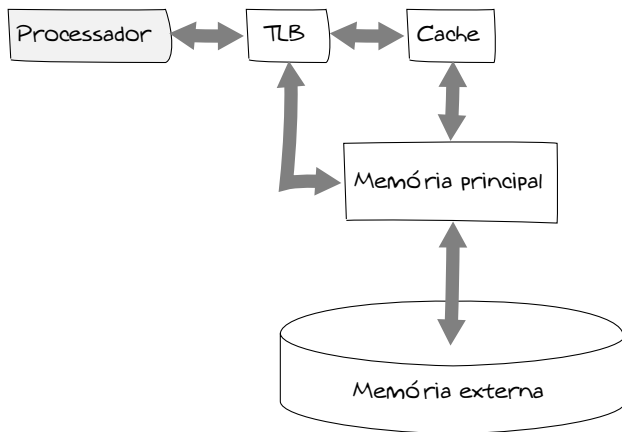 Processador
TLB
Cache
Memória principal
Memória externa